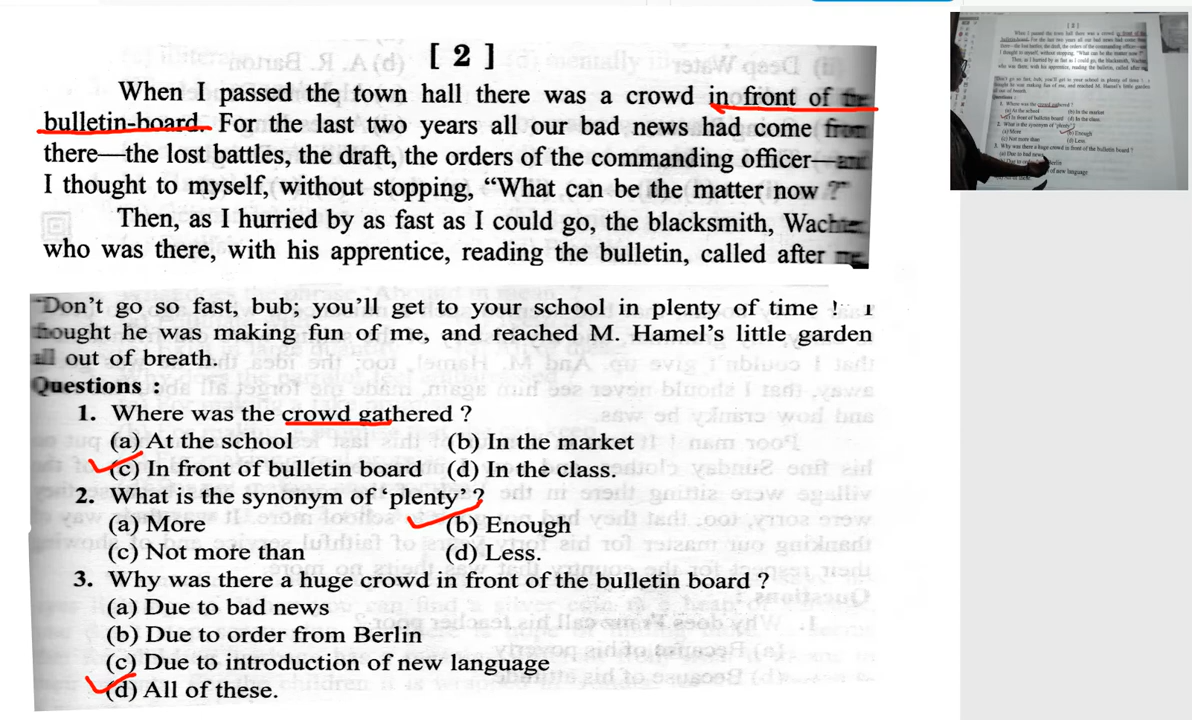 [ 2 ]
When I passed the town hall there was a crowd in front of the
bulletin-board. For the last two years all our bad news had come from
there—the lost battles, the draft, the orders of the commanding officer—and
I thought to myself, without stopping, “What can be the matter now ?”
Then, as I hurried by as fast as I could go, the blacksmith, Wachter
who was there, with his apprentice, reading the bulletin, called after me,
“Don’t go so fast, bub; you’ll get to your school in plenty of time ! I
thought he was making fun of me, and reached M. Hamel’s little garden
all out of breath.
Questions :
1. Where was the crowd gathered ?
(a) At the school (b) In the market
(c) In front of bulletin board (d) In the class.
2. What is the synonym of ‘plenty’ ?
(a) More (b) Enough
(c) Not more than (d) Less.
3. Why was there a huge crowd in front of the bulletin board ?
(a) Due to bad news
(b) Due to order from Berlin
(c) Due to introduction of new language
(d) All of these.